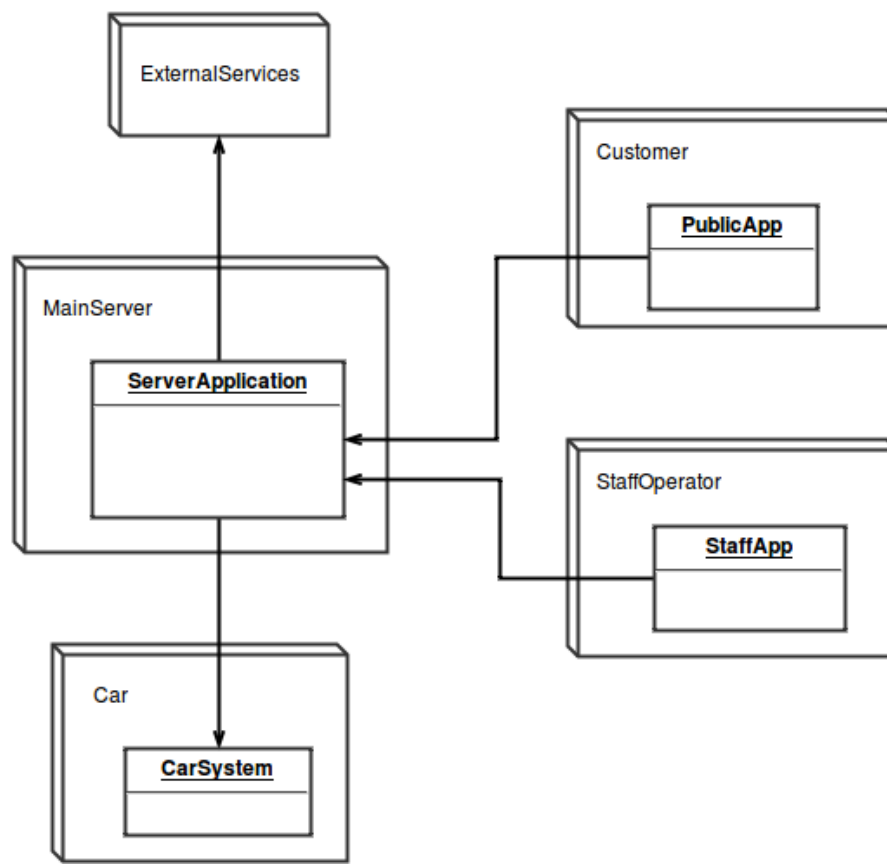 ExternalServices
Customer
PublicApp
MainServer
ServerApplication
StaffOperator
StaffApp
Car
CarSystem